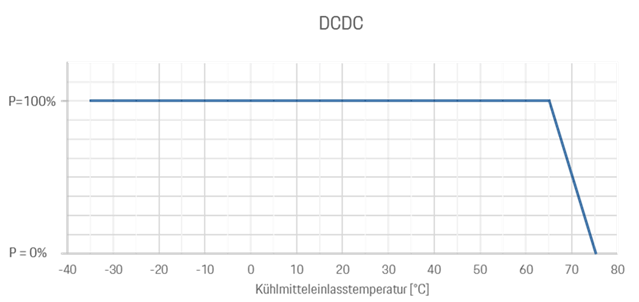 DCDC
P=100%
P = 0%
-40 -30 -20 -10 0 10 20 30 40 50 60 70 80
Kühlmitteleinlasstemperatur [°C]